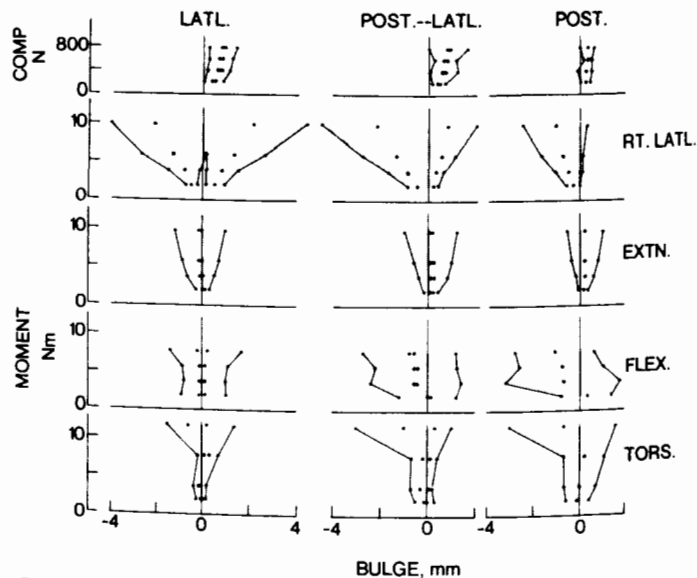 LATL. POST.--LATL. POST.
COMP N
800
0
10
0
RT. LATL.
10
0
EXTN.
MOMENT Nm
10
0
FLEX.
10
0
TORS.
-4 0 4 -4 0 -4 0
BULGE, mm